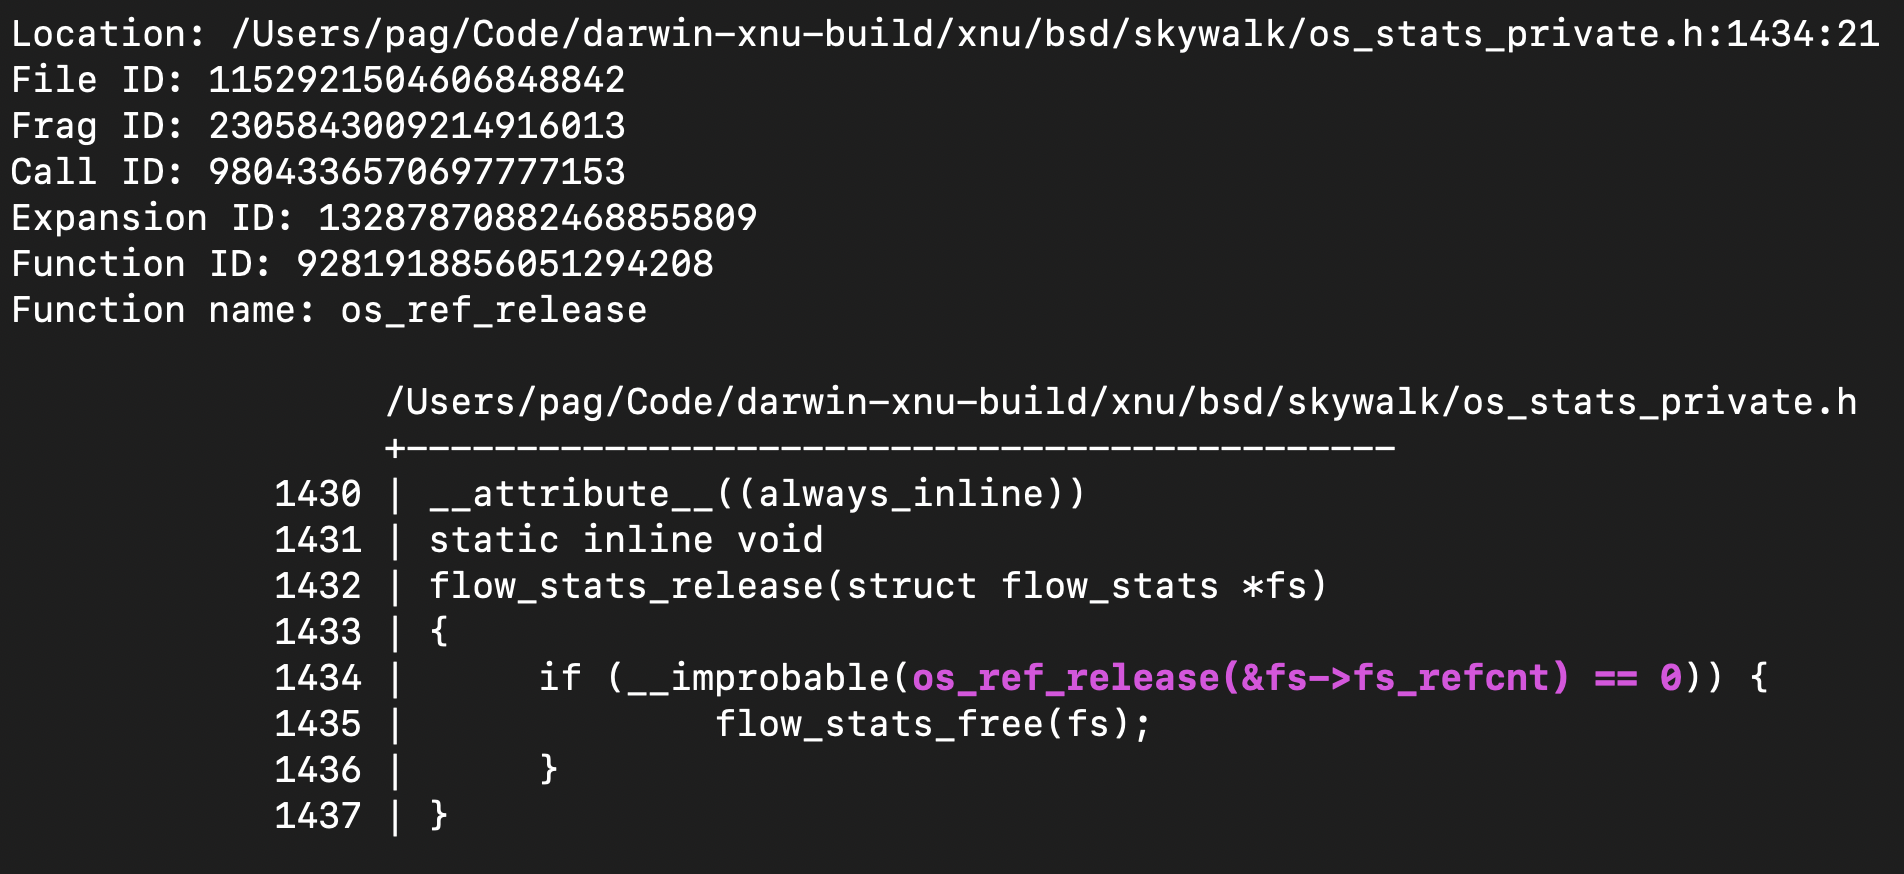 Location: /Users/pag/Code/darwin-xnu-build/xnu/bsd/skywalk/os_stats_private.h:1434:21
File ID: 1152921504606848842
Frag ID: 2305843009214916013
Call ID: 9804336570697777153
Expansion ID: 13287870882468855809
Function ID: 9281918856051294208
Function name: os_ref_release
/Users/pag/Code/darwin-xnu-build/xnu/bsd/skywalk/os_stats_private.h
+---------------------------------------------
1430 | __attribute__((always_inline))
1431 | static inline void
1432 | flow_stats_release(struct flow_stats *fs)
1433 | {
1434 |      if (__improbable(os_ref_release(&fs->fs_refcnt) == 0)) {
1435 |              flow_stats_free(fs);
1436 |      }
1437 | }